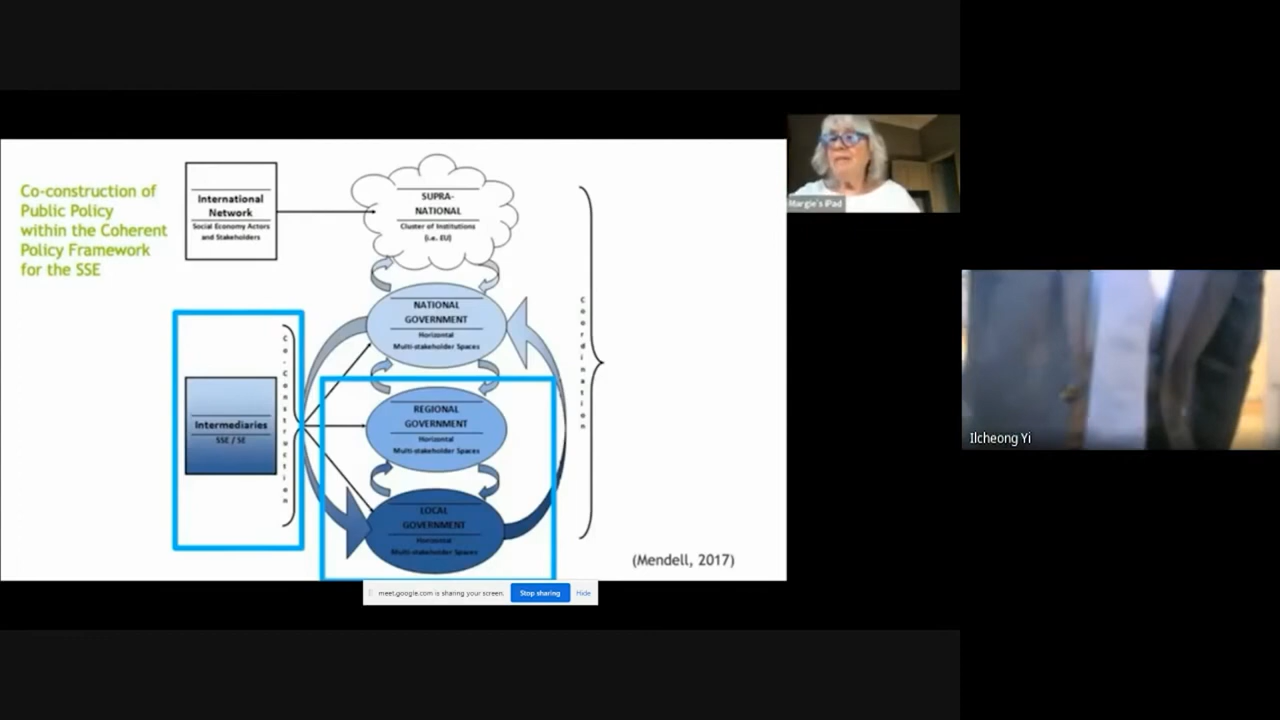 Co-construction of
Public Policy
within the Coherent
Policy Framework
for the SSE
International
Network
Social Economy Actors
and Stakeholders
SUPRA-
NATIONAL
Cluster of Institutions
(i.e. EU)
NATIONAL
GOVERNMENT
Horizontal
Multi-stakeholder Spaces
Co-Construction
Intermediaries
SSE / SE
REGIONAL
GOVERNMENT
Horizontal
Multi-stakeholder Spaces
LOCAL
GOVERNMENT
Horizontal
Multi-stakeholder Spaces
Coordination
(Mendell, 2017)
meet.google.com is sharing your screen.
Stop sharing
Hide
Margie's iPad
Ilcheong Yi